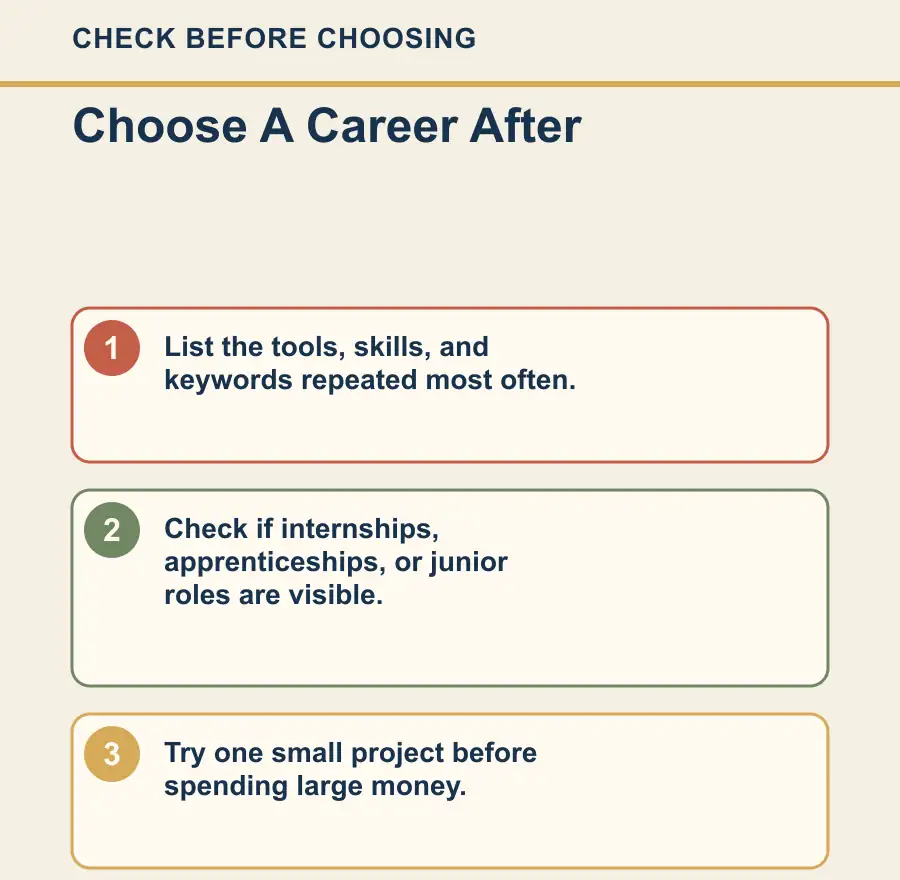 CHECK BEFORE CHOOSING
Choose A Career After
1
List the tools, skills, and
keywords repeated most often.
2
Check if internships,
apprenticeships, or junior
roles are visible.
3
Try one small project before
spending large money.